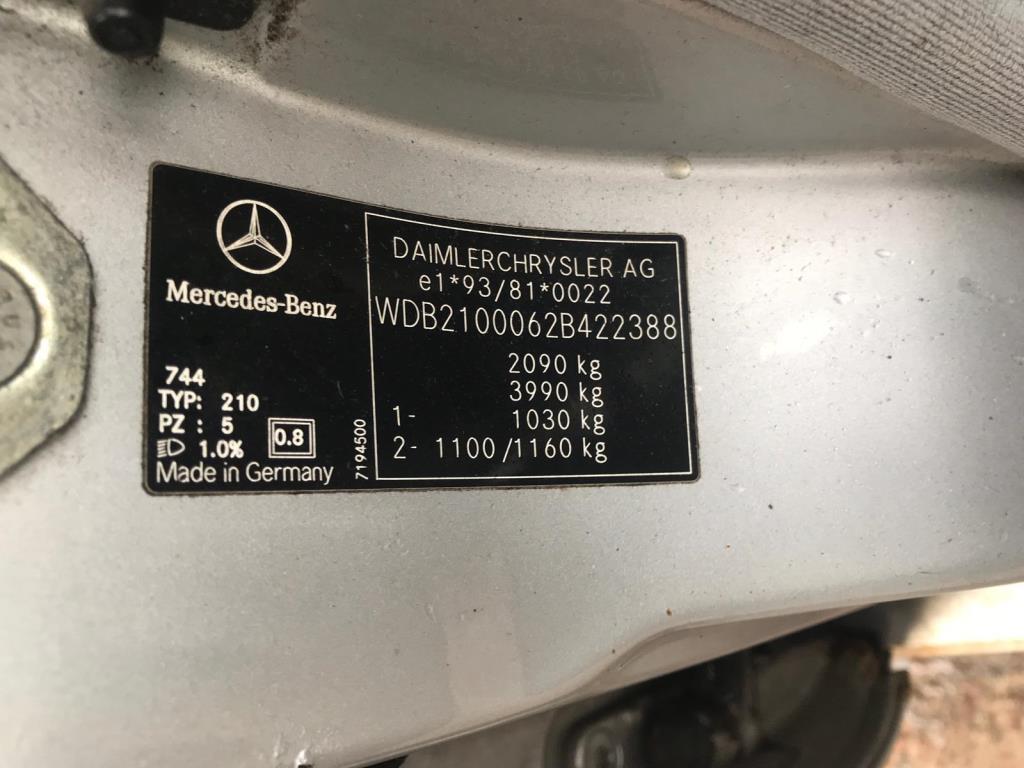 Mercedes-Benz
744
TYP: 210
PZ : 5
1.0%
0.8
Made in Germany
7194500
DAIMLERCHRYSLER AG
e1*93/81*0022
WDB2100062B422388
2090 kg
3990 kg
1- 1030 kg
2- 1100/1160 kg